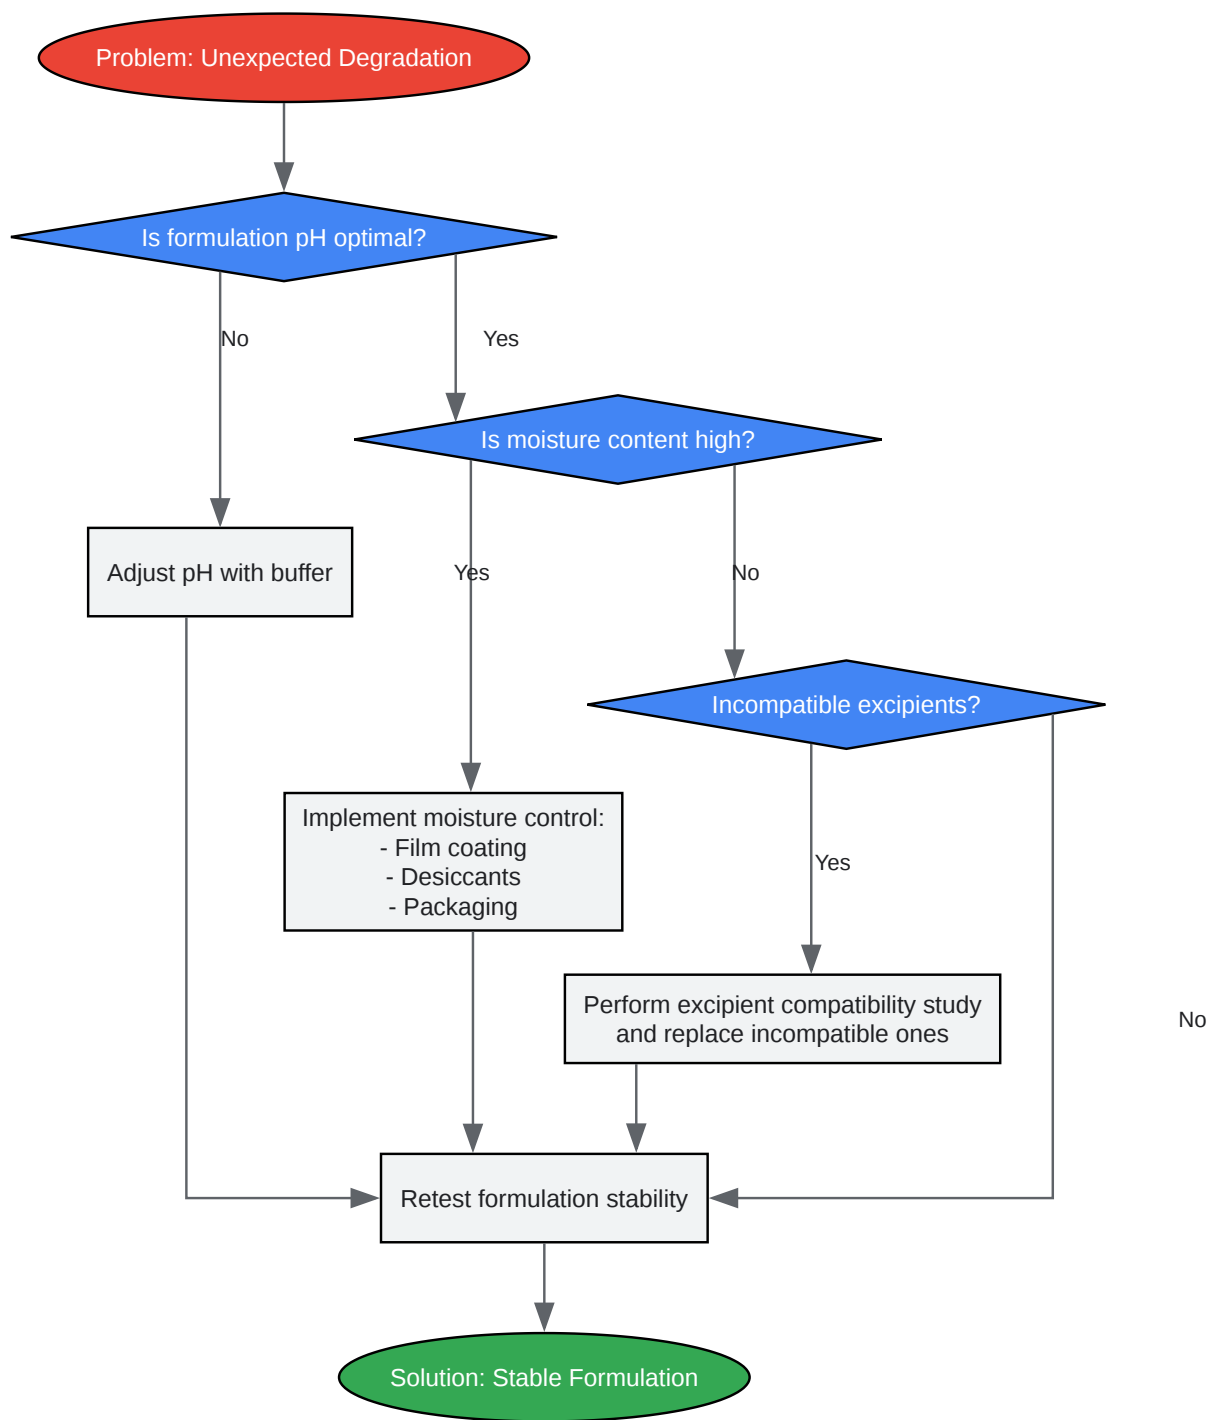 Problem: Unexpected Degradation
Is formulation pH optimal?
No
Yes
Is moisture content high?
Adjust pH with buffer
Yes
No
Incompatible excipients?
Implement moisture control:
- Film coating
- Desiccants
- Packaging
Yes
Perform excipient compatibility study
and replace incompatible ones
No
Retest formulation stability
Solution: Stable Formulation